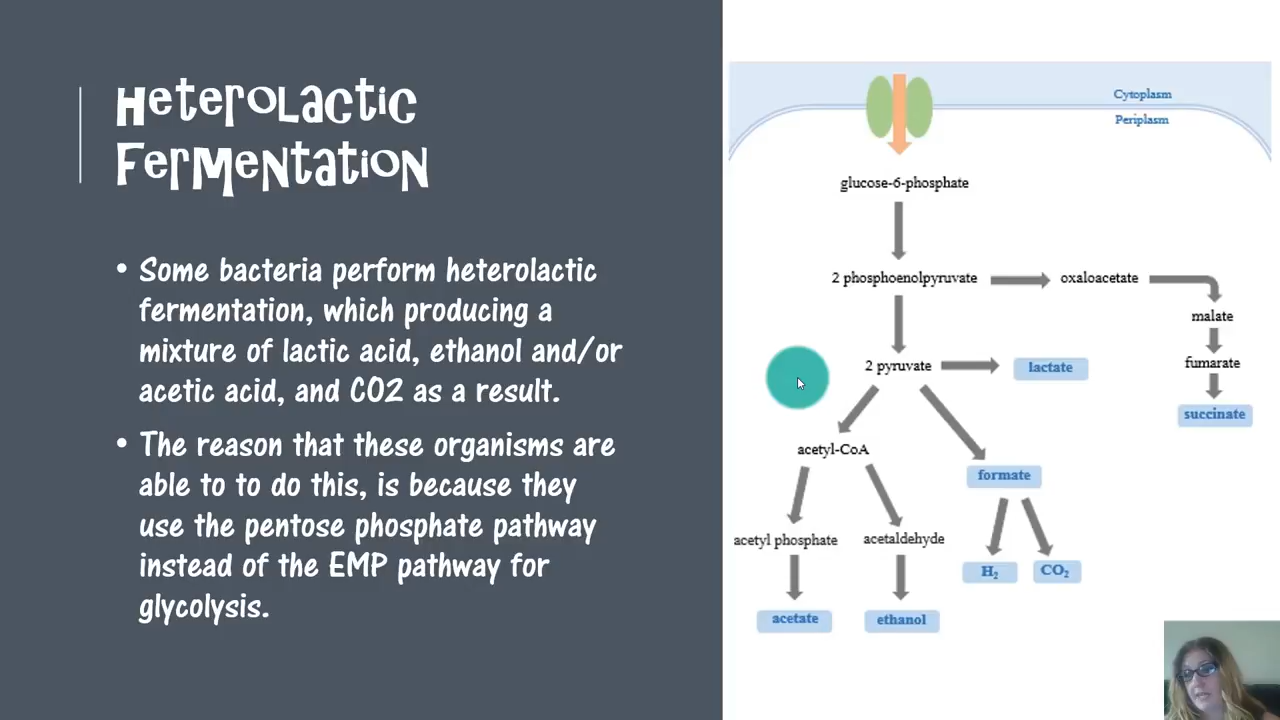 Heterolactic
Fermentation
• Some bacteria perform heterolactic
fermentation, which producing a
mixture of lactic acid, ethanol and/or
acetic acid, and CO2 as a result.
• The reason that these organisms are
able to to do this, is because they
use the pentose phosphate pathway
instead of the EMP pathway for
glycolysis.
Cytoplasm
Periplasm
glucose-6-phosphate
2 phosphoenolpyruvate
oxaloacetate
malate
2 pyruvate
lactate
fumarate
succinate
acetyl-CoA
formate
acetyl phosphate
acetaldehyde
H₂
CO₂
acetate
ethanol